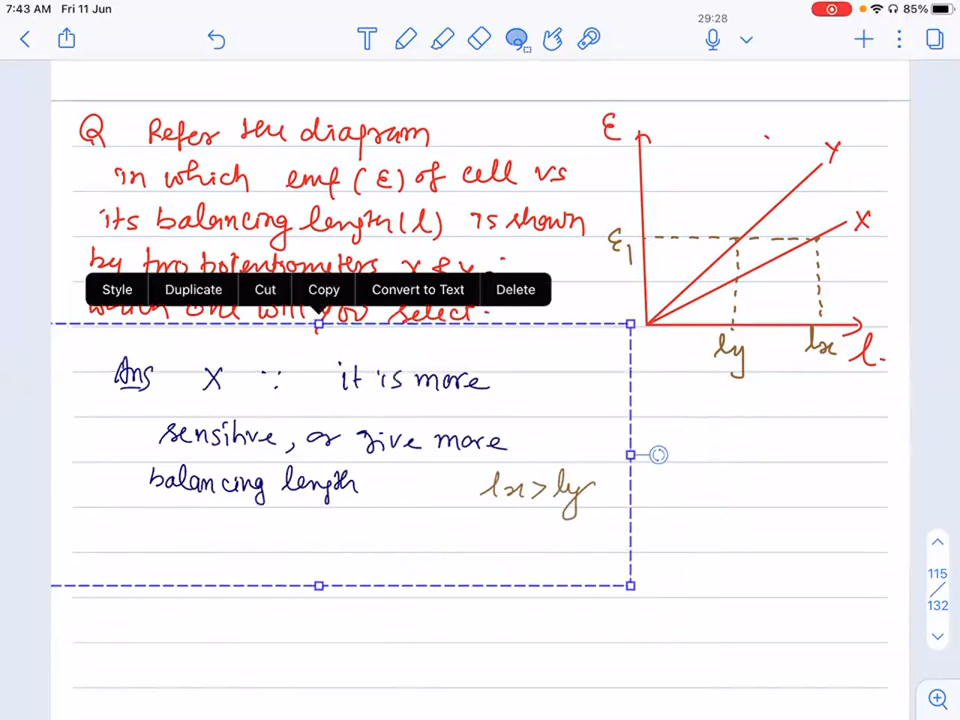 7:43 AM Fri 11 Jun
85%
29:28
Q Refer the diagram
in which emf (ε) of cell vs
its balancing length (l) is shown
by two potentiometers x & y
which one will you select.
Style Duplicate Cut Copy Convert to Text Delete
Ans X ∵ it is more
sensitive, or give more
balancing length lx > ly
ε
Y
X
ε1
ly lx l.
115
/
132